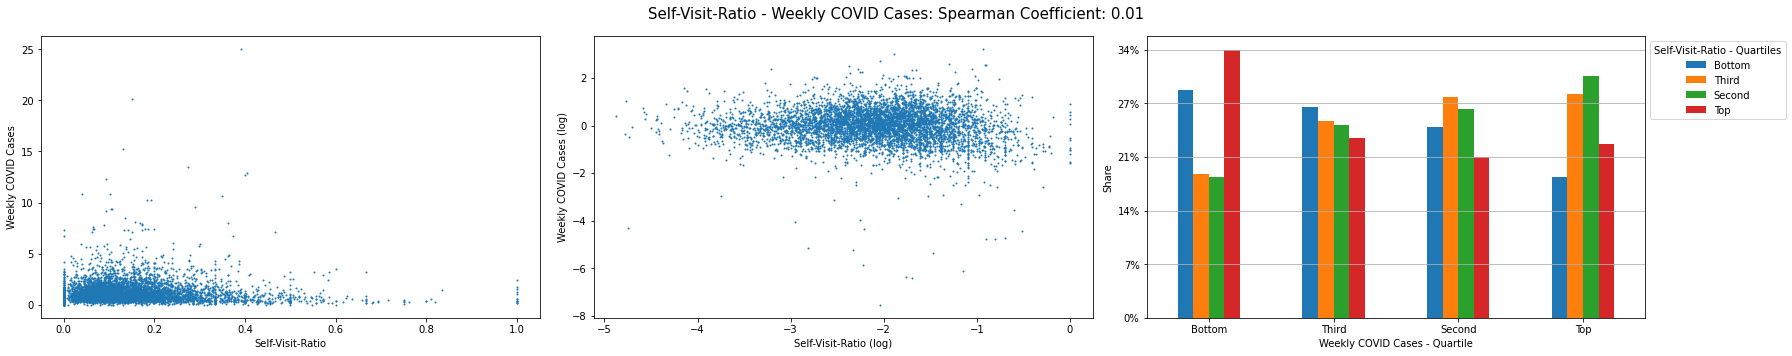 Self-Visit-Ratio - Weekly COVID Cases: Spearman Coefficient: 0.01
Weekly COVID Cases
25
20
15
10
5
0
0.0 0.2 0.4 0.6 0.8 1.0
Self-Visit-Ratio
Weekly COVID Cases (log)
2
0
−2
−4
−6
−8
−5 −4 −3 −2 −1 0
Self-Visit-Ratio (log)
Share
34%
27%
21%
14%
7%
0%
Bottom Third Second Top
Weekly COVID Cases - Quartile
Self-Visit-Ratio - Quartiles
Bottom
Third
Second
Top